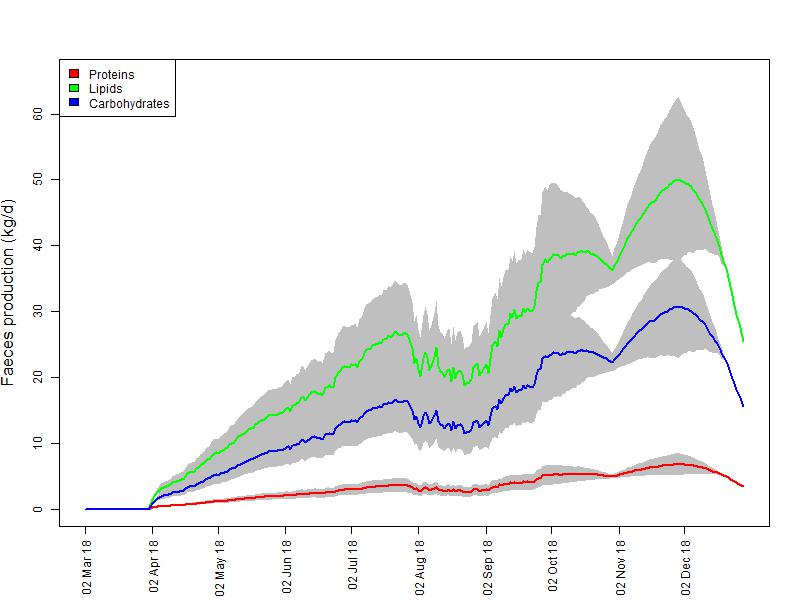 Proteins
Lipids
Carbohydrates
Faeces production (kg/d)
60
50
40
30
20
10
0
02 Mar 18
02 Apr 18
02 May 18
02 Jun 18
02 Jul 18
02 Aug 18
02 Sep 18
02 Oct 18
02 Nov 18
02 Dec 18